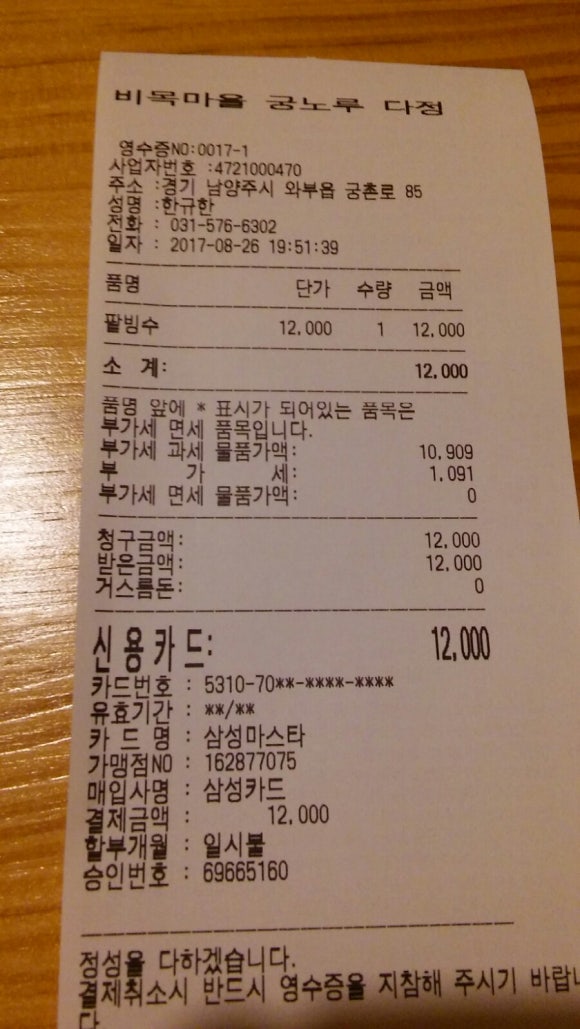 비목마을 궁노루 다정
영수증NO:0017-1
사업자번호 :4721000470
주소 :경기 남양주시 와부읍 궁촌로 85
성명 :한규한
전화 : 031-576-6302
일자 : 2017-08-26 19:51:39
품명 단가 수량 금액
팥빙수 12,000 1 12,000
소 계: 12,000
품명 앞에 * 표시가 되어있는 품목은
부가세 면세 품목입니다.
부가세 과세 물품가액: 10,909
부 가 세: 1,091
부가세 면세 물품가액: 0
청구금액: 12,000
받은금액: 12,000
거스름돈: 0
신용카드: 12,000
카드번호 : 5310-70**-****-****
유효기간 : **/**
카 드 명 : 삼성마스타
가맹점NO : 162877075
매입사명 : 삼성카드
결제금액 : 12,000
할부개월 : 일시불
승인번호 : 69665160
정성을 다하겠습니다.
결제취소시 반드시 영수증을 지참해 주시기 바랍니
다